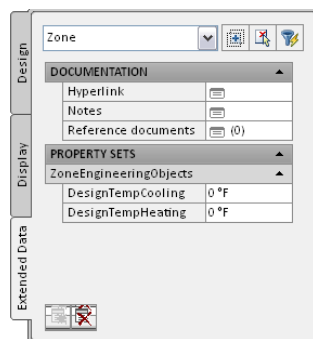 Zone
Design
DOCUMENTATION
Hyperlink
Notes
Reference documents (0)
Display
PROPERTY SETS
ZoneEngineeringObjects
DesignTempCooling 0 °F
DesignTempHeating 0 °F
Extended Data